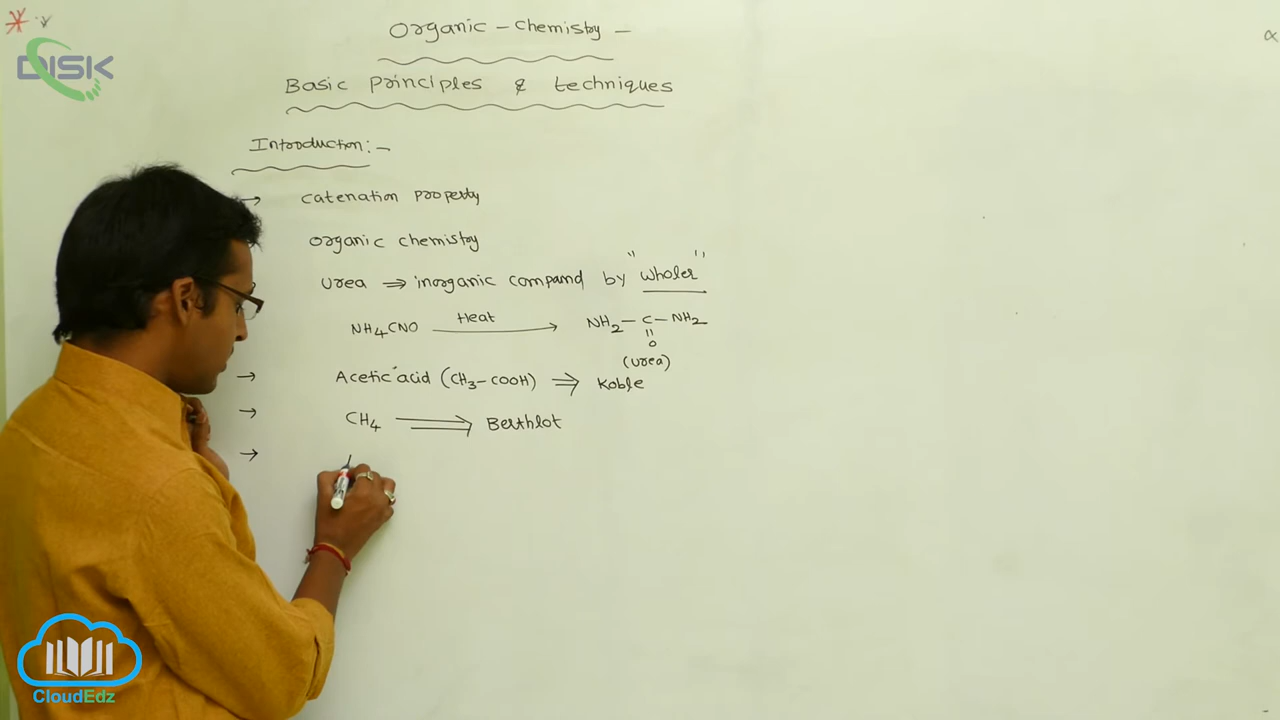 Organic - Chemistry -
DISK
Basic Principles & techniques
Introduction:-
→ Catenation property
Organic chemistry
Urea ⇒ inorganic compound by "Wholer"
NH4CNO Heat → NH2-C-NH2
=
O
(Urea)
→ Acetic acid (CH3-COOH) ⇒ Koble
→ CH4 ⇒ Berthlot
→
CloudEdz